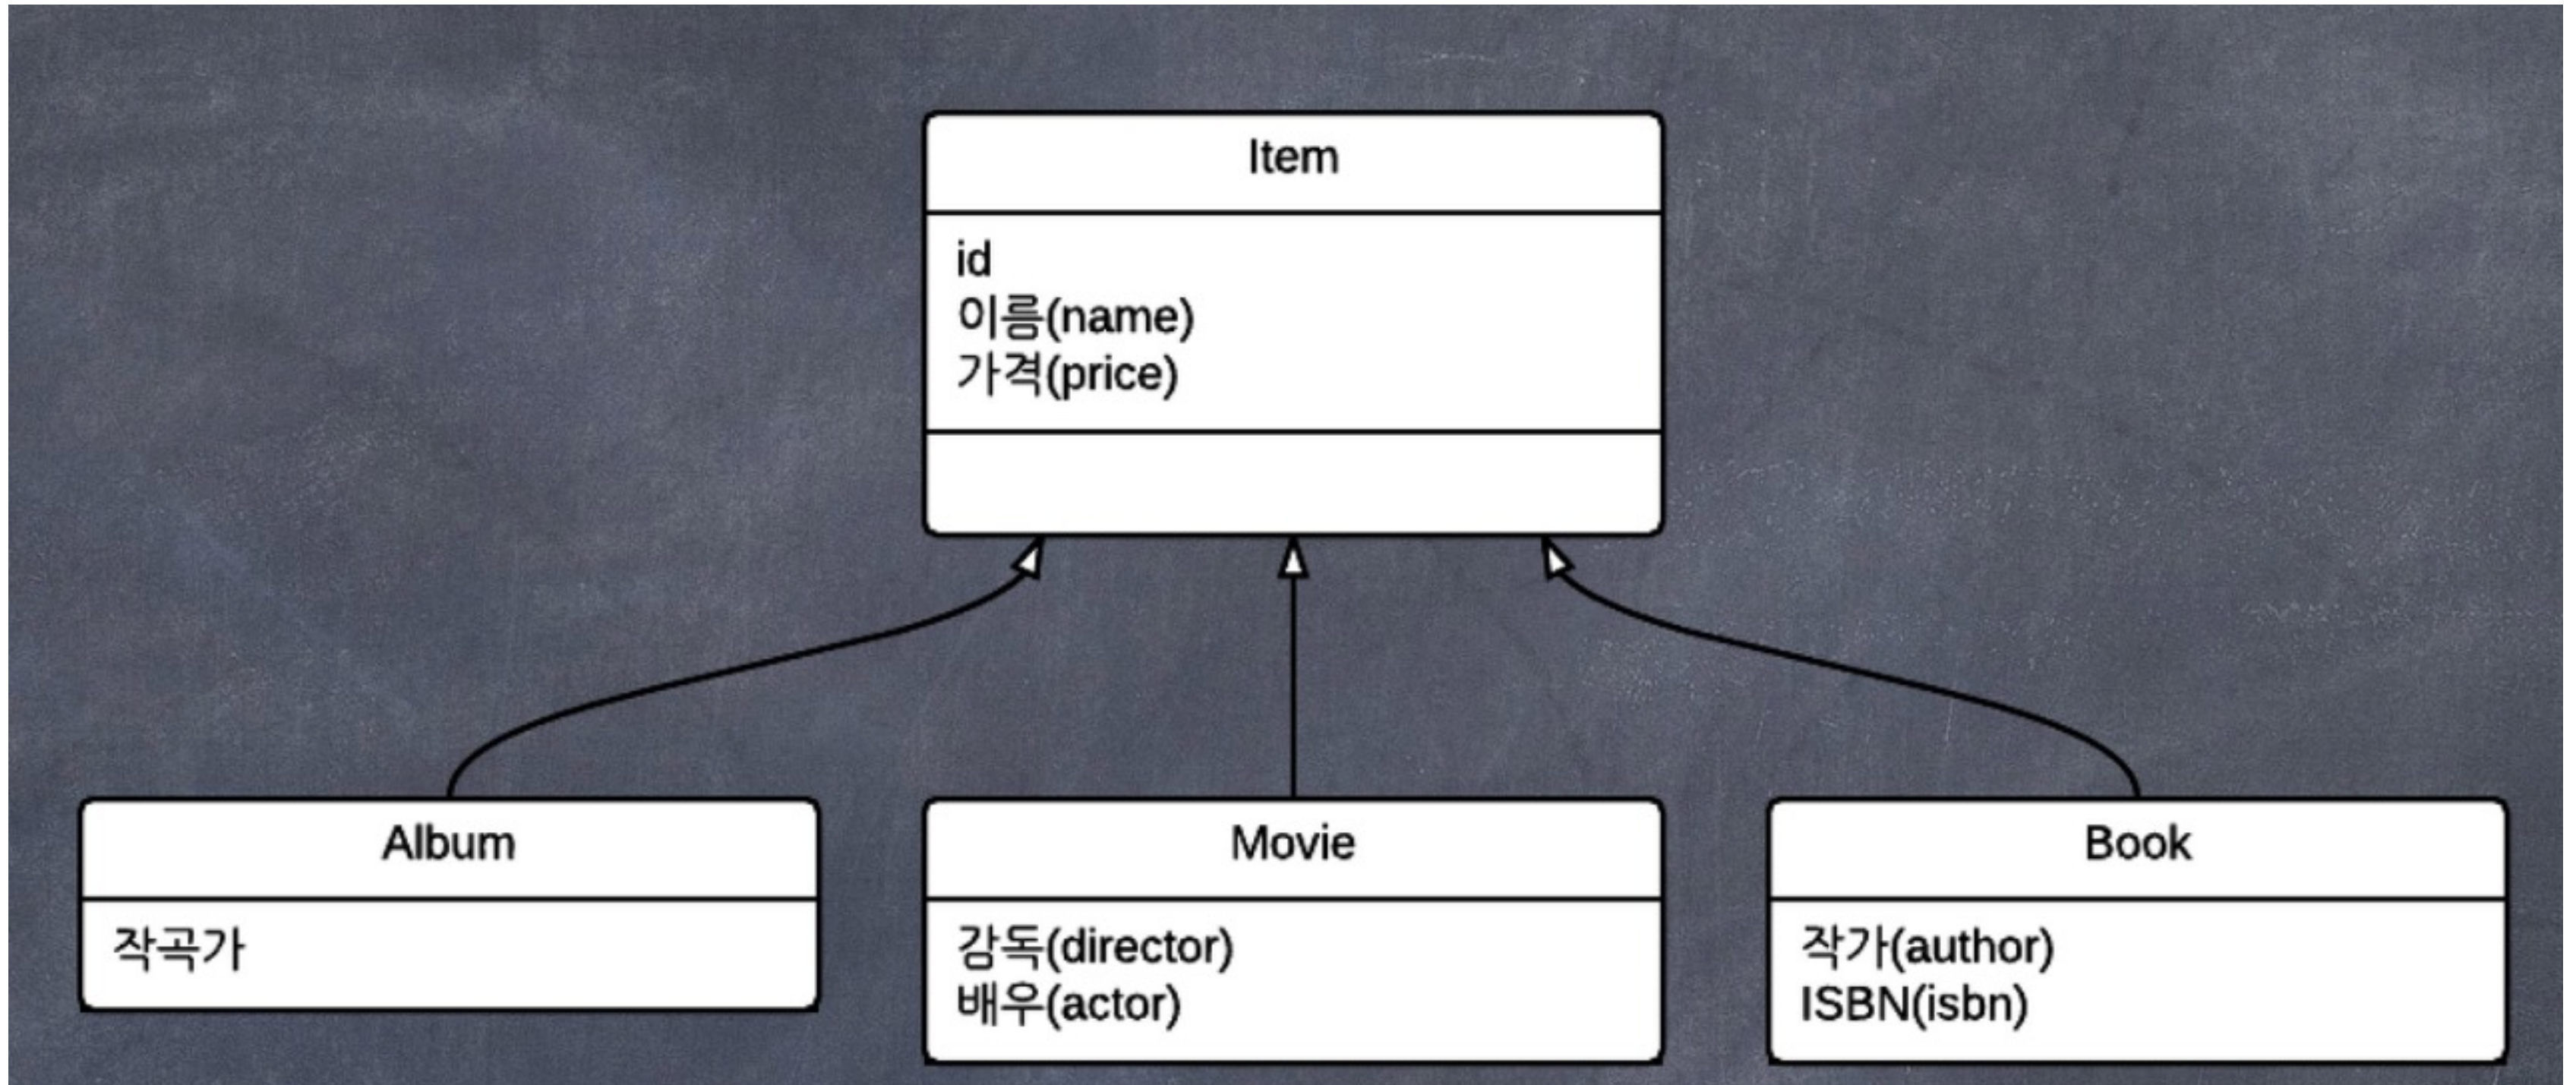 Item
id
이름(name)
가격(price)
Album
작곡가
Movie
감독(director)
배우(actor)
Book
작가(author)
ISBN(isbn)